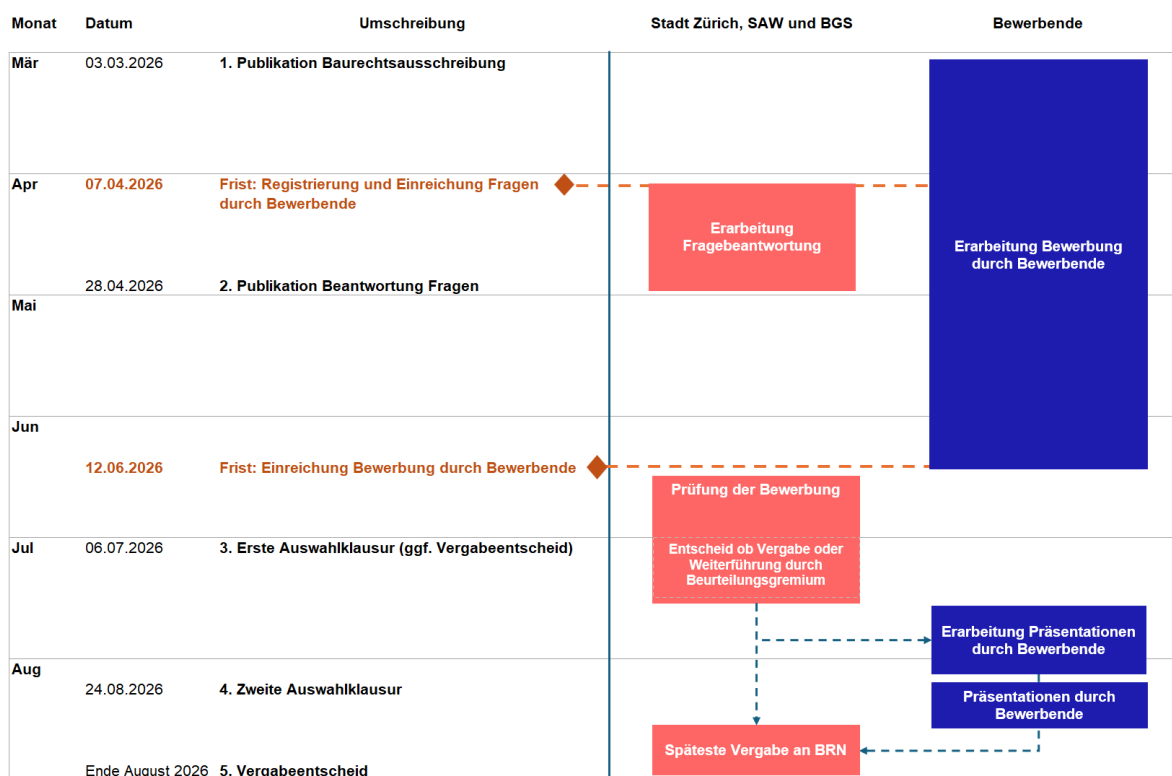 Monat Datum Umschreibung Stadt Zürich, SAW und BGS Bewerbende
Mär 03.03.2026 1. Publikation Baurechtsausschreibung
Apr 07.04.2026 Frist: Registrierung und Einreichung Fragen
durch Bewerbende
Erarbeitung
Fragebeantwortung
Erarbeitung Bewerbung
durch Bewerbende
28.04.2026 2. Publikation Beantwortung Fragen
Mai
Jun
12.06.2026 Frist: Einreichung Bewerbung durch Bewerbende
Prüfung der Bewerbung
Jul 06.07.2026 3. Erste Auswahlklausur (ggf. Vergabeentscheid)
Entscheid ob Vergabe oder
Weiterführung durch
Beurteilungsgremium
Erarbeitung Präsentationen
durch Bewerbende
Aug
24.08.2026 4. Zweite Auswahlklausur
Präsentationen durch
Bewerbende
Späteste Vergabe an BRN
Ende August 2026 5. Vergabeentscheid